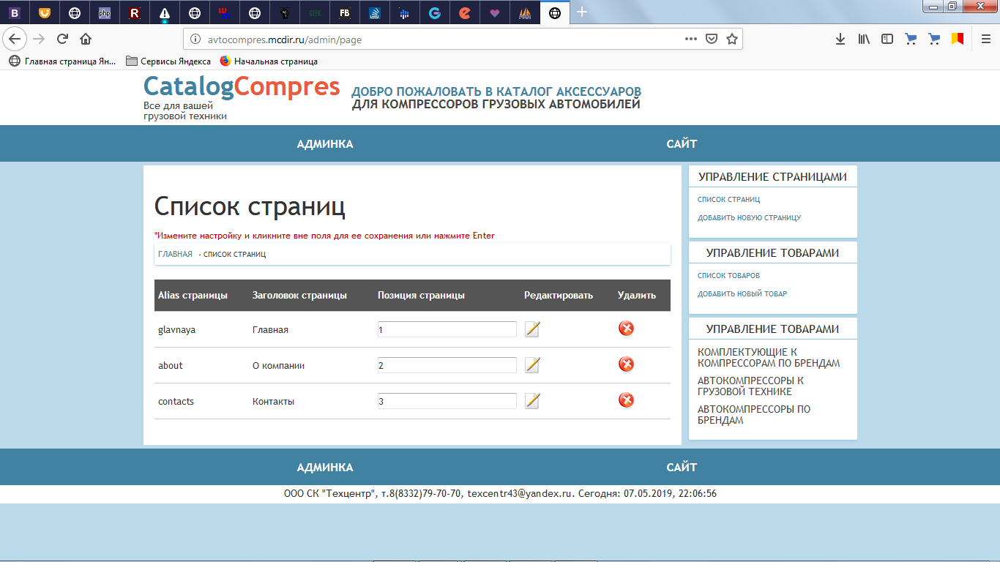 B
php
R
GEEK
FB
avtocompres.mcdir.ru/admin/page
Главная страница Ян...
Сервисы Яндекса
Начальная страница
CatalogCompres
Все для вашей
грузовой техники
ДОБРО ПОЖАЛОВАТЬ В КАТАЛОГ АКСЕССУАРОВ
ДЛЯ КОМПРЕССОРОВ ГРУЗОВЫХ АВТОМОБИЛЕЙ
АДМИНКА
САЙТ
Список страниц
*Измените настройку и кликните вне поля для ее сохранения или нажмите Enter
ГЛАВНАЯ - СПИСОК СТРАНИЦ
Alias страницы Заголовок страницы Позиция страницы Редактировать Удалить
glavnaya Главная 1
about О компании 2
contacts Контакты 3
УПРАВЛЕНИЕ СТРАНИЦАМИ
СПИСОК СТРАНИЦ
ДОБАВИТЬ НОВУЮ СТРАНИЦУ
УПРАВЛЕНИЕ ТОВАРАМИ
СПИСОК ТОВАРОВ
ДОБАВИТЬ НОВЫЙ ТОВАР
УПРАВЛЕНИЕ ТОВАРАМИ
КОМПЛЕКТУЮЩИЕ К
КОМПРЕССОРАМ ПО БРЕНДАМ
АВТОКОМПРЕССОРЫ К
ГРУЗОВОЙ ТЕХНИКЕ
АВТОКОМПРЕССОРЫ ПО
БРЕНДАМ
АДМИНКА
САЙТ
ООО СК "Техцентр", т.8(8332)79-70-70, texcentr43@yandex.ru. Сегодня: 07.05.2019, 22:06:56